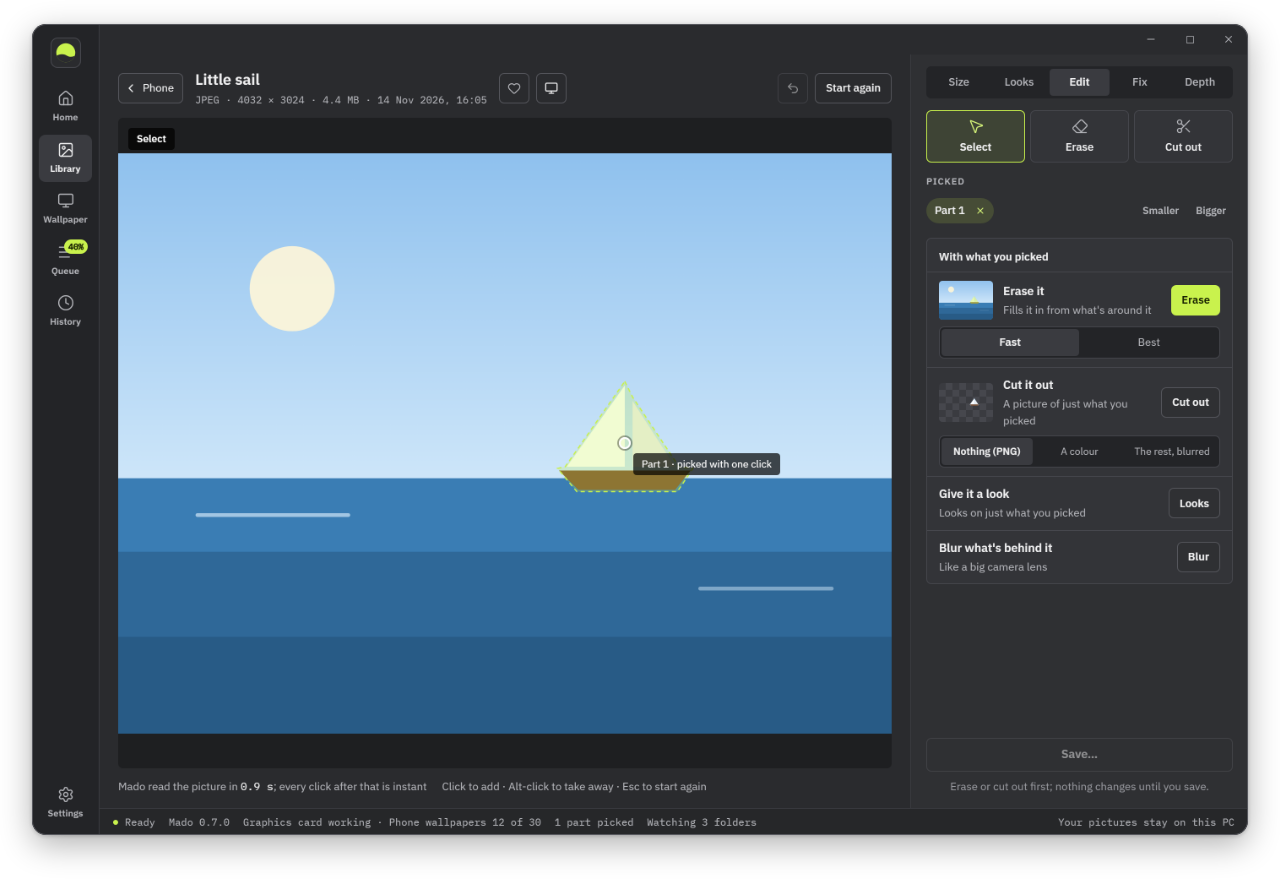 Home
Library
Wallpaper
40%
Queue
History
Settings
Phone
Little sail
JPEG · 4032 × 3024 · 4.4 MB · 14 Nov 2026, 16:05
Start again
Select
Part 1 · picked with one click
Mado read the picture in 0.9 s; every click after that is instant
Click to add · Alt-click to take away · Esc to start again
Size
Looks
Edit
Fix
Depth
Select
Erase
Cut out
PICKED
Part 1 ×
Smaller
Bigger
With what you picked
Erase it
Fills it in from what's around it
Erase
Fast
Best
Cut it out
A picture of just what you
picked
Cut out
Nothing (PNG)
A colour
The rest, blurred
Give it a look
Looks on just what you picked
Looks
Blur what's behind it
Like a big camera lens
Blur
Save...
Erase or cut out first; nothing changes until you save.
Ready
Mado 0.7.0
Graphics card working · Phone wallpapers 12 of 30
1 part picked
Watching 3 folders
Your pictures stay on this PC